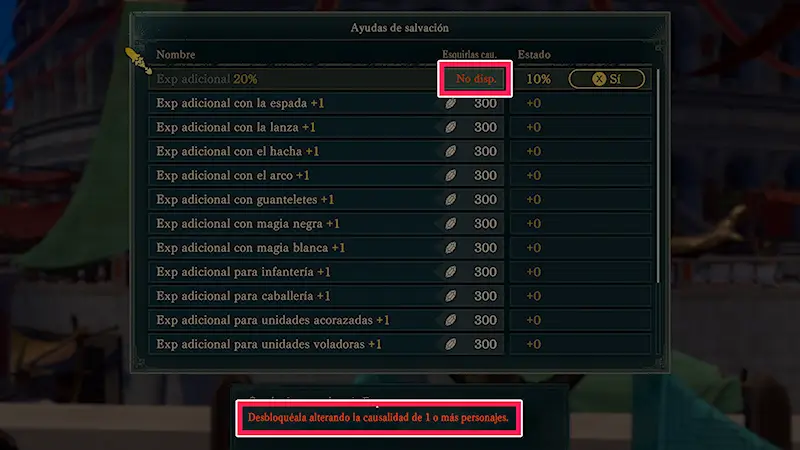 Ayudas de salvación
Nombre Esquirlas cau. Estado
Exp adicional 20% No disp. 10% X Sí
Exp adicional con la espada +1 300 +0
Exp adicional con la lanza +1 300 +0
Exp adicional con el hacha +1 300 +0
Exp adicional con el arco +1 300 +0
Exp adicional con guanteletes +1 300 +0
Exp adicional con magia negra +1 300 +0
Exp adicional con magia blanca +1 300 +0
Exp adicional para infantería +1 300 +0
Exp adicional para caballería +1 300 +0
Exp adicional para unidades acorazadas +1 300 +0
Exp adicional para unidades voladoras +1 300 +0
Desbloquéala alterando la causalidad de 1 o más personajes.